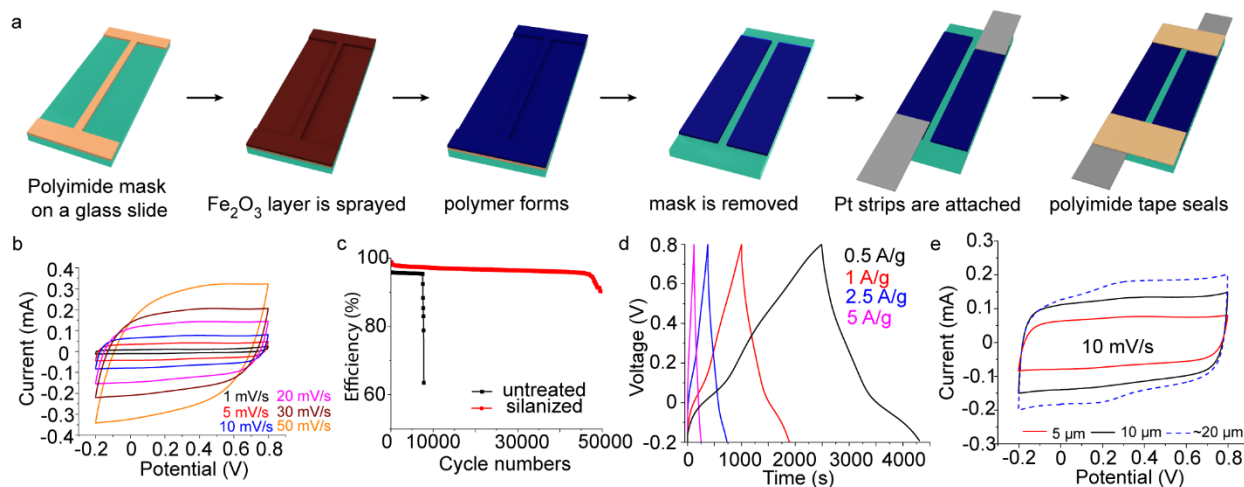 a
Polyimide mask
on a glass slide
Fe₂O₃ layer is sprayed
polymer forms
mask is removed
Pt strips are attached
polyimide tape seals
b
Current (mA)
0.4
0.3
0.2
0.1
0
-0.1
-0.2
-0.3
-0.4
1 mV/s 20 mV/s
5 mV/s 30 mV/s
10 mV/s 50 mV/s
-0.2 0 0.2 0.4 0.6 0.8
Potential (V)
c
Efficiency (%)
100
80
60
untreated
silanized
0 10000 30000 50000
Cycle numbers
d
Voltage (V)
0.8
0.4
0.8
0
-0.2
0.5 A/g
1 A/g
2.5 A/g
5 A/g
0 1000 2000 3000 4000
Time (s)
e
Current (mA)
0.3
0.2
0.1
0
-0.1
-0.2
-0.3
10 mV/s
5 µm 10 µm ~20 µm
-0.2 0 0.2 0.4 0.6 0.8
Potential (V)